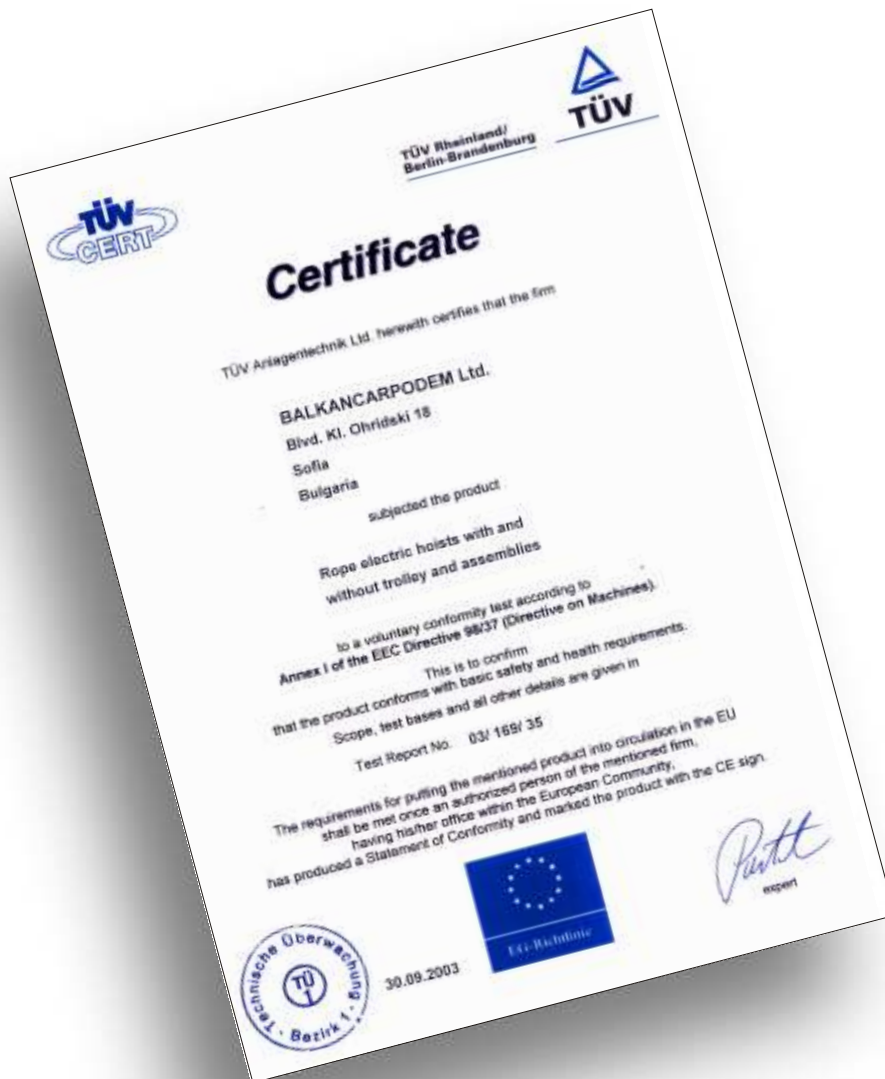 TÜV Rheinland/
Berlin-Brandenburg
TÜV
TÜV
CERT
Certificate
TÜV Anlagentechnik Ltd. herewith certifies that the firm
BALKANCARPODEM Ltd.
Blvd. Kl. Ohridski 18
Sofia
Bulgaria
subjected the product
Rope electric hoists with and
without trolley and assemblies
to a voluntary conformity test according to
Annex I of the EEC Directive 98/37 (Directive on Machines).
This is to confirm
that the product conforms with basic safety and health requirements.
Scope, test bases and all other details are given in
Test Report No. 03/ 169/ 35
The requirements for putting the mentioned product into circulation in the EU
shall be met once an authorized person of the mentioned firm,
having his/her office within the European Community,
has produced a Statement of Conformity and marked the product with the CE sign.
expert
EG-Richtlinie
30.09.2003
Technische Überwachung
TÜ
1
Bezirk 1